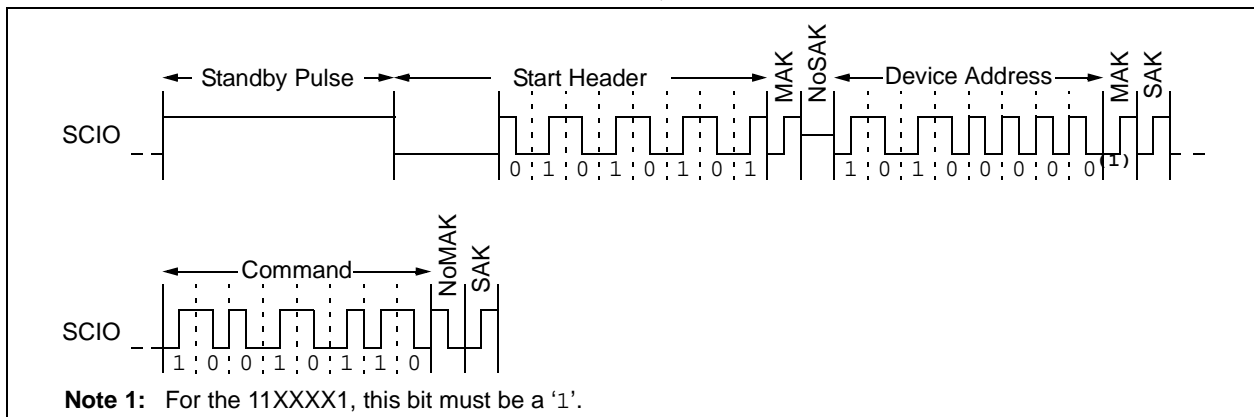 Standby Pulse Start Header MAK NoSAK Device Address MAK SAK
SCIO
0 1 0 1 0 1 0 1 1 0 1 0 0 0 0 0(1)
Command NoMAK SAK
SCIO
1 0 0 1 0 1 1 0
Note 1: For the 11XXXX1, this bit must be a ‘1’.